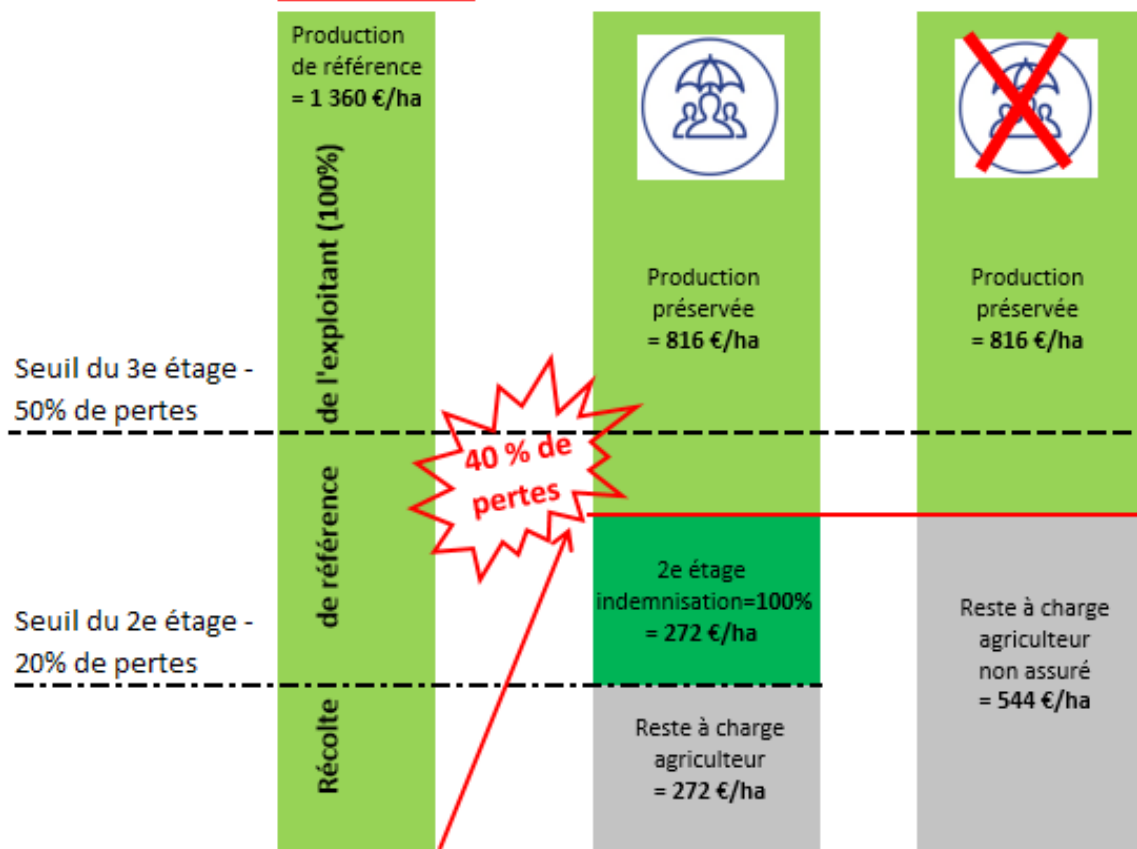 Production
de référence
= 1 360 €/ha
Récolte de référence de l'exploitant (100%)
Seuil du 3e étage -
50% de pertes
Seuil du 2e étage -
20% de pertes
40 % de
pertes
Production
préservée
= 816 €/ha
2e étage
indemnisation=100%
= 272 €/ha
Reste à charge
agriculteur
= 272 €/ha
Production
préservée
= 816 €/ha
Reste à charge
agriculteur
non assuré
= 544 €/ha